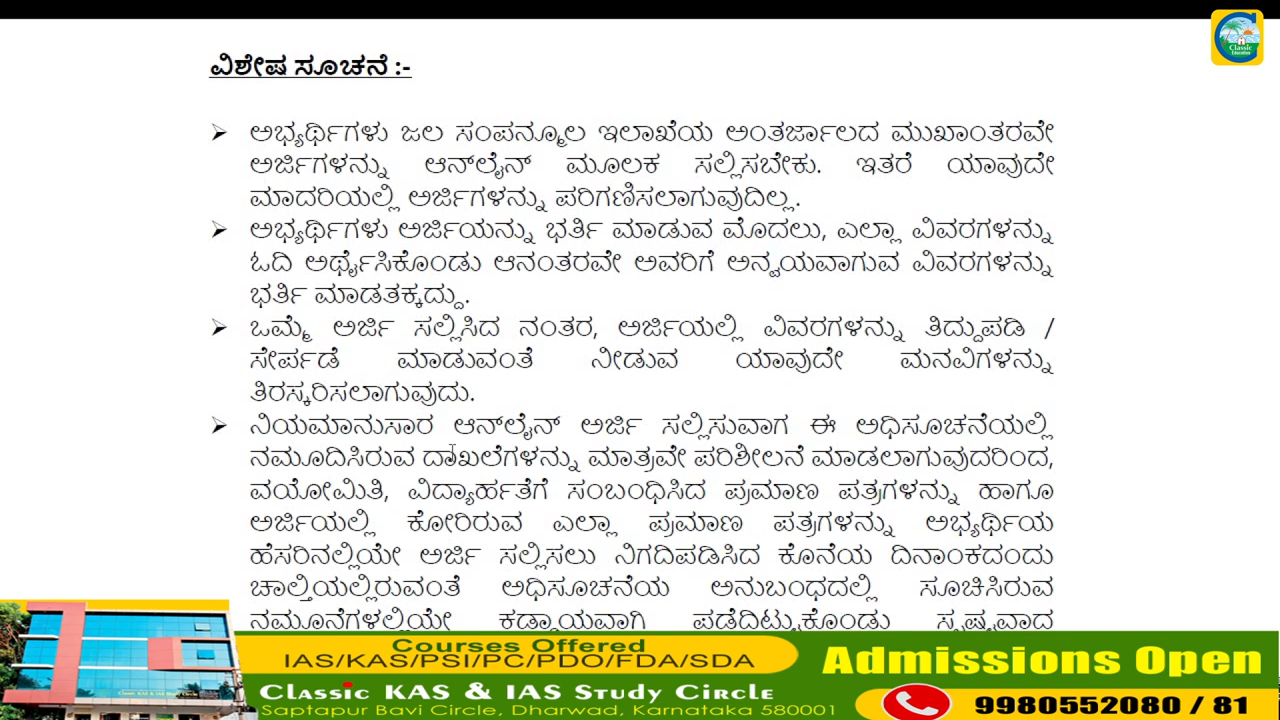 Classic
Education
ವಿಶೇಷ ಸೂಚನೆ :-
➢ ಅಭ್ಯರ್ಥಿಗಳು ಜಲ ಸಂಪನ್ಮೂಲ ಇಲಾಖೆಯ ಅಂತರ್ಜಾಲದ ಮುಖಾಂತರವೇ
ಅರ್ಜಿಗಳನ್ನು ಆನ್‌ಲೈನ್ ಮೂಲಕ ಸಲ್ಲಿಸಬೇಕು. ಇತರೆ ಯಾವುದೇ
ಮಾದರಿಯಲ್ಲಿ ಅರ್ಜಿಗಳನ್ನು ಪರಿಗಣಿಸಲಾಗುವುದಿಲ್ಲ.
➢ ಅಭ್ಯರ್ಥಿಗಳು ಅರ್ಜಿಯನ್ನು ಭರ್ತಿ ಮಾಡುವ ಮೊದಲು, ಎಲ್ಲಾ ವಿವರಗಳನ್ನು
ಓದಿ ಅರ್ಥೈಸಿಕೊಂಡು ಆನಂತರವೇ ಅವರಿಗೆ ಅನ್ವಯವಾಗುವ ವಿವರಗಳನ್ನು
ಭರ್ತಿ ಮಾಡತಕ್ಕದ್ದು.
➢ ಒಮ್ಮೆ ಅರ್ಜಿ ಸಲ್ಲಿಸಿದ ನಂತರ, ಅರ್ಜಿಯಲ್ಲಿ ವಿವರಗಳನ್ನು ತಿದ್ದುಪಡಿ /
ಸೇರ್ಪಡೆ ಮಾಡುವಂತೆ ನೀಡುವ ಯಾವುದೇ ಮನವಿಗಳನ್ನು
ತಿರಸ್ಕರಿಸಲಾಗುವುದು.
➢ ನಿಯಮಾನುಸಾರ ಆನ್‌ಲೈನ್ ಅರ್ಜಿ ಸಲ್ಲಿಸುವಾಗ ಈ ಅಧಿಸೂಚನೆಯಲ್ಲಿ
ನಮೂದಿಸಿರುವ ದಾಖಲೆಗಳನ್ನು ಮಾತ್ರವೇ ಪರಿಶೀಲನೆ ಮಾಡಲಾಗುವುದರಿಂದ,
ವಯೋಮಿತಿ, ವಿದ್ಯಾರ್ಹತೆಗೆ ಸಂಬಂಧಿಸಿದ ಪ್ರಮಾಣ ಪತ್ರಗಳನ್ನು ಹಾಗೂ
ಅರ್ಜಿಯಲ್ಲಿ ಕೋರಿರುವ ಎಲ್ಲಾ ಪ್ರಮಾಣ ಪತ್ರಗಳನ್ನು ಅಭ್ಯರ್ಥಿಯ
ಹೆಸರಿನಲ್ಲಿಯೇ ಅರ್ಜಿ ಸಲ್ಲಿಸಲು ನಿಗದಿಪಡಿಸಿದ ಕೊನೆಯ ದಿನಾಂಕದಂದು
ಚಾಲ್ತಿಯಲ್ಲಿರುವಂತೆ ಅಧಿಸೂಚನೆಯ ಅನುಬಂಧದಲ್ಲಿ ಸೂಚಿಸಿರುವ
ನಮೂನೆಗಳಲ್ಲಿಯೇ ಕಡ್ಡಾಯವಾಗಿ ಪಡೆದಿಟ್ಟುಕೊಂಡು ಸ್ಪಷ್ಟವಾದ
Courses Offered
IAS/KAS/PSI/PC/PDO/FDA/SDA
Classic KAS & IAS Study Circle
Saptapur Bavi Circle, Dharwad, Karnataka 580001
Admissions Open
9980552080 / 81